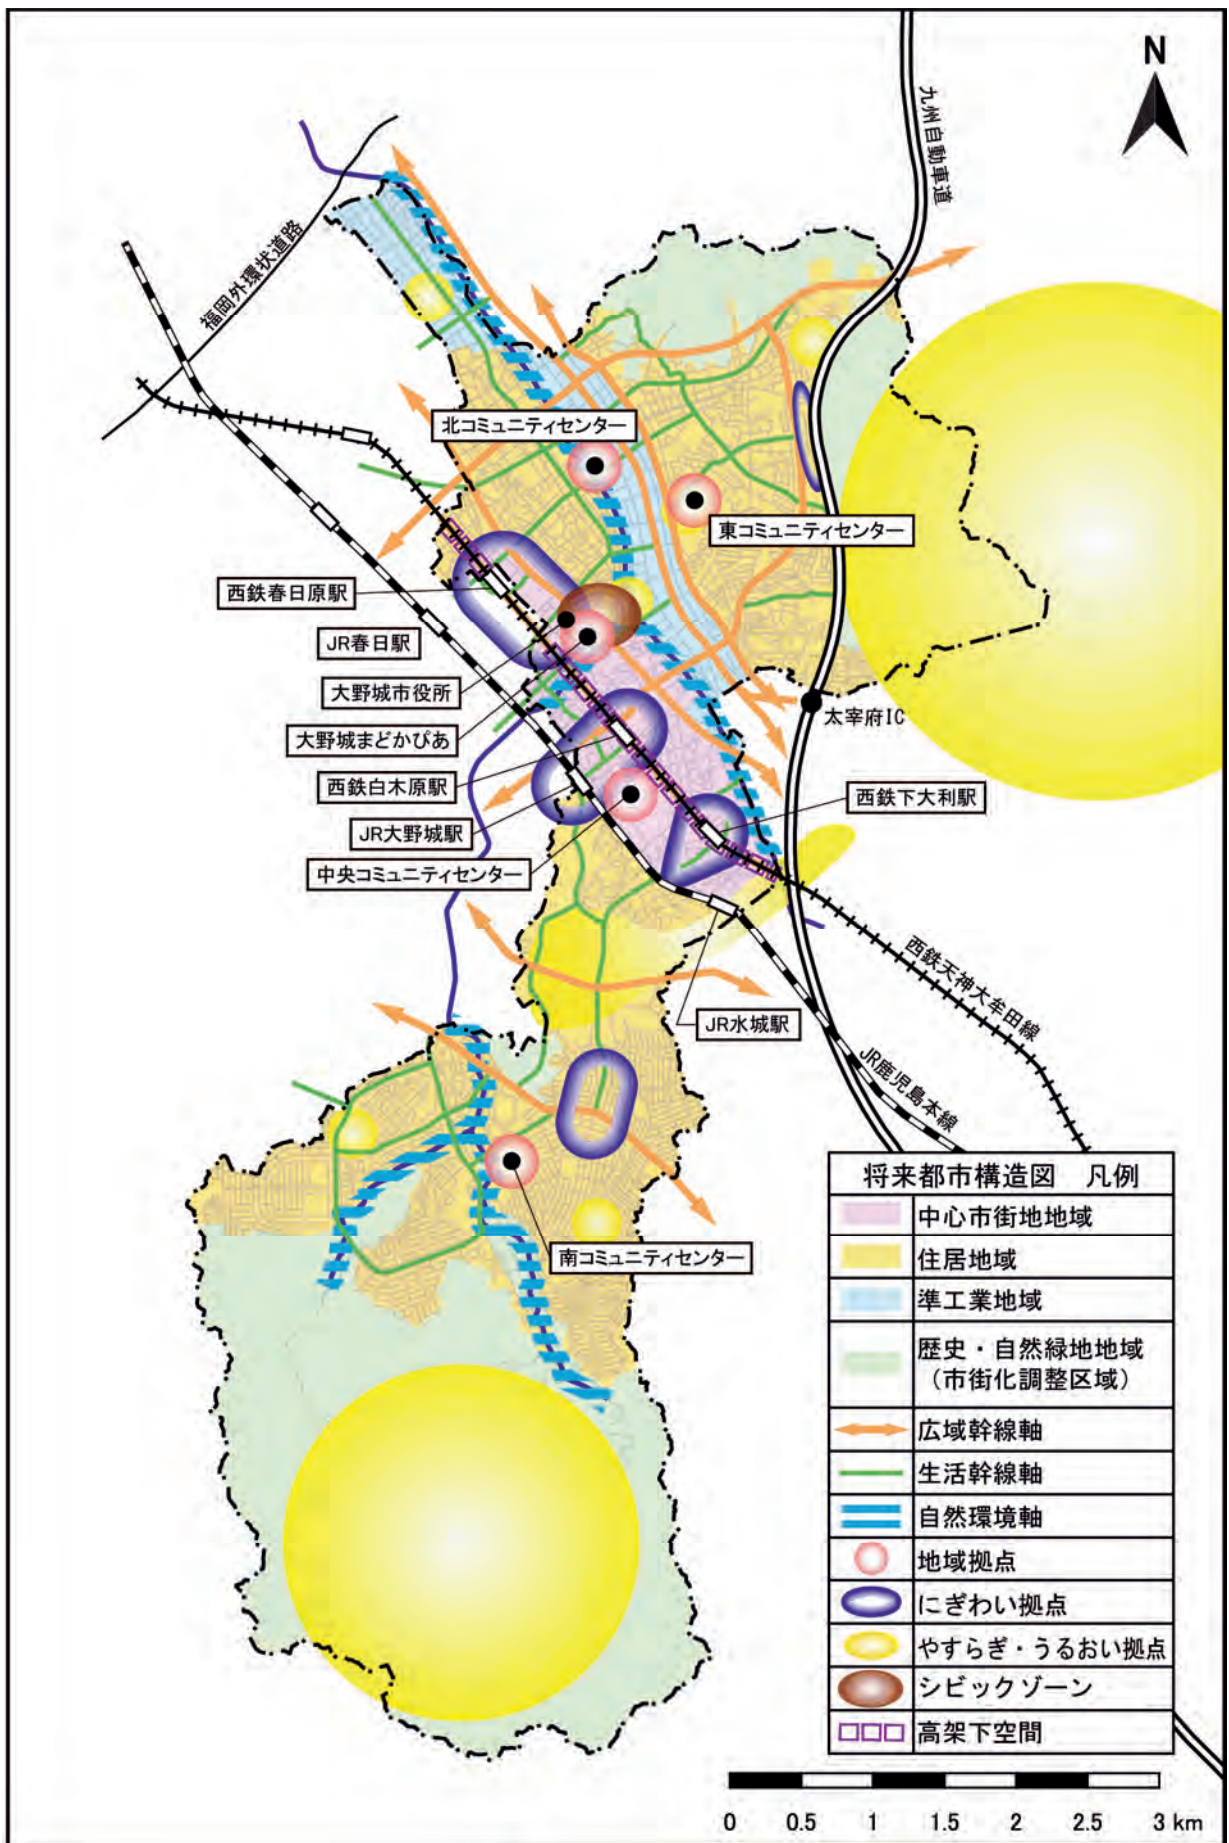 N
九州自動車道
福岡外環状道路
北コミュニティセンター
東コミュニティセンター
西鉄春日原駅
JR春日駅
大野城市役所
太宰府IC
大野城まどかぴあ
西鉄白木原駅
西鉄下大利駅
JR大野城駅
中央コミュニティセンター
西鉄天神大牟田線
JR水城駅
JR鹿児島本線
南コミュニティセンター
将来都市構造図 凡例
中心市街地地域
住居地域
準工業地域
歴史・自然緑地地域
（市街化調整区域）
広域幹線軸
生活幹線軸
自然環境軸
地域拠点
にぎわい拠点
やすらぎ・うるおい拠点
シビックゾーン
高架下空間
0 0.5 1 1.5 2 2.5 3 km